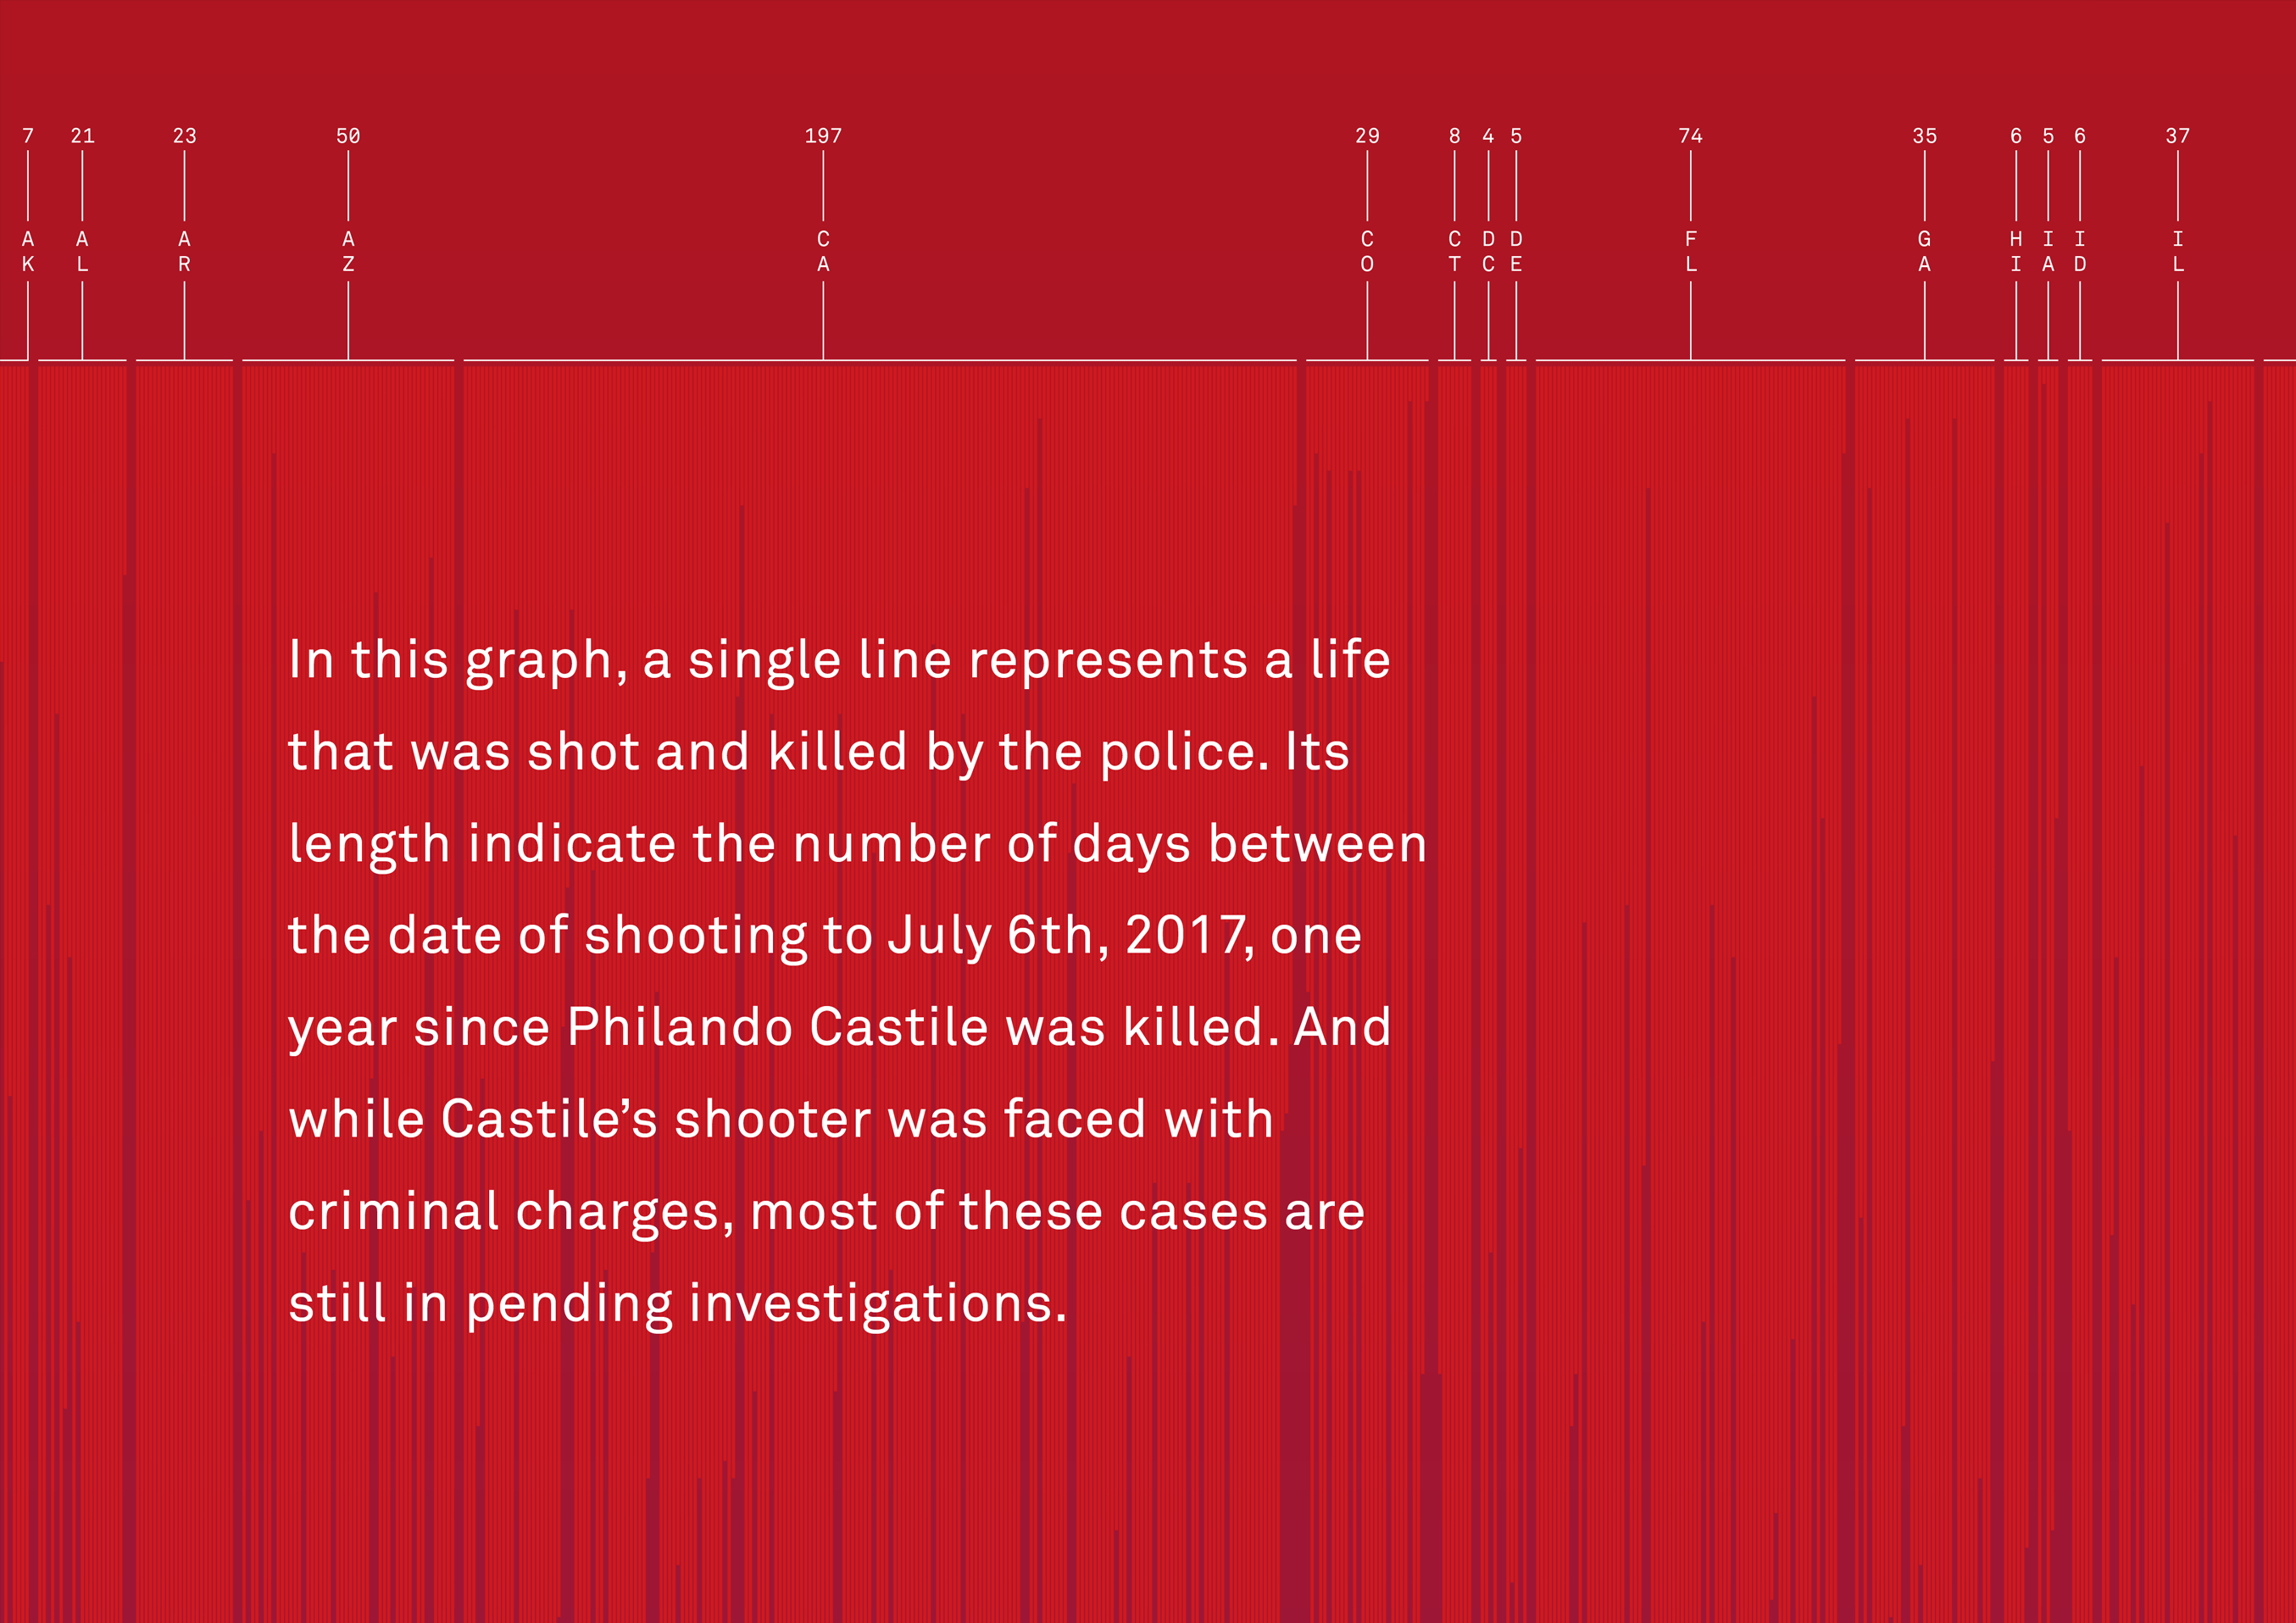 7 21 23 50 197 29 8 4 5 74 35 6 5 6 37
AK AL AR AZ CA CO CT DC DE FL GA HI IA ID IL
In this graph, a single line represents a life
that was shot and killed by the police. Its
length indicate the number of days between
the date of shooting to July 6th, 2017, one
year since Philando Castile was killed. And
while Castile’s shooter was faced with
criminal charges, most of these cases are
still in pending investigations.